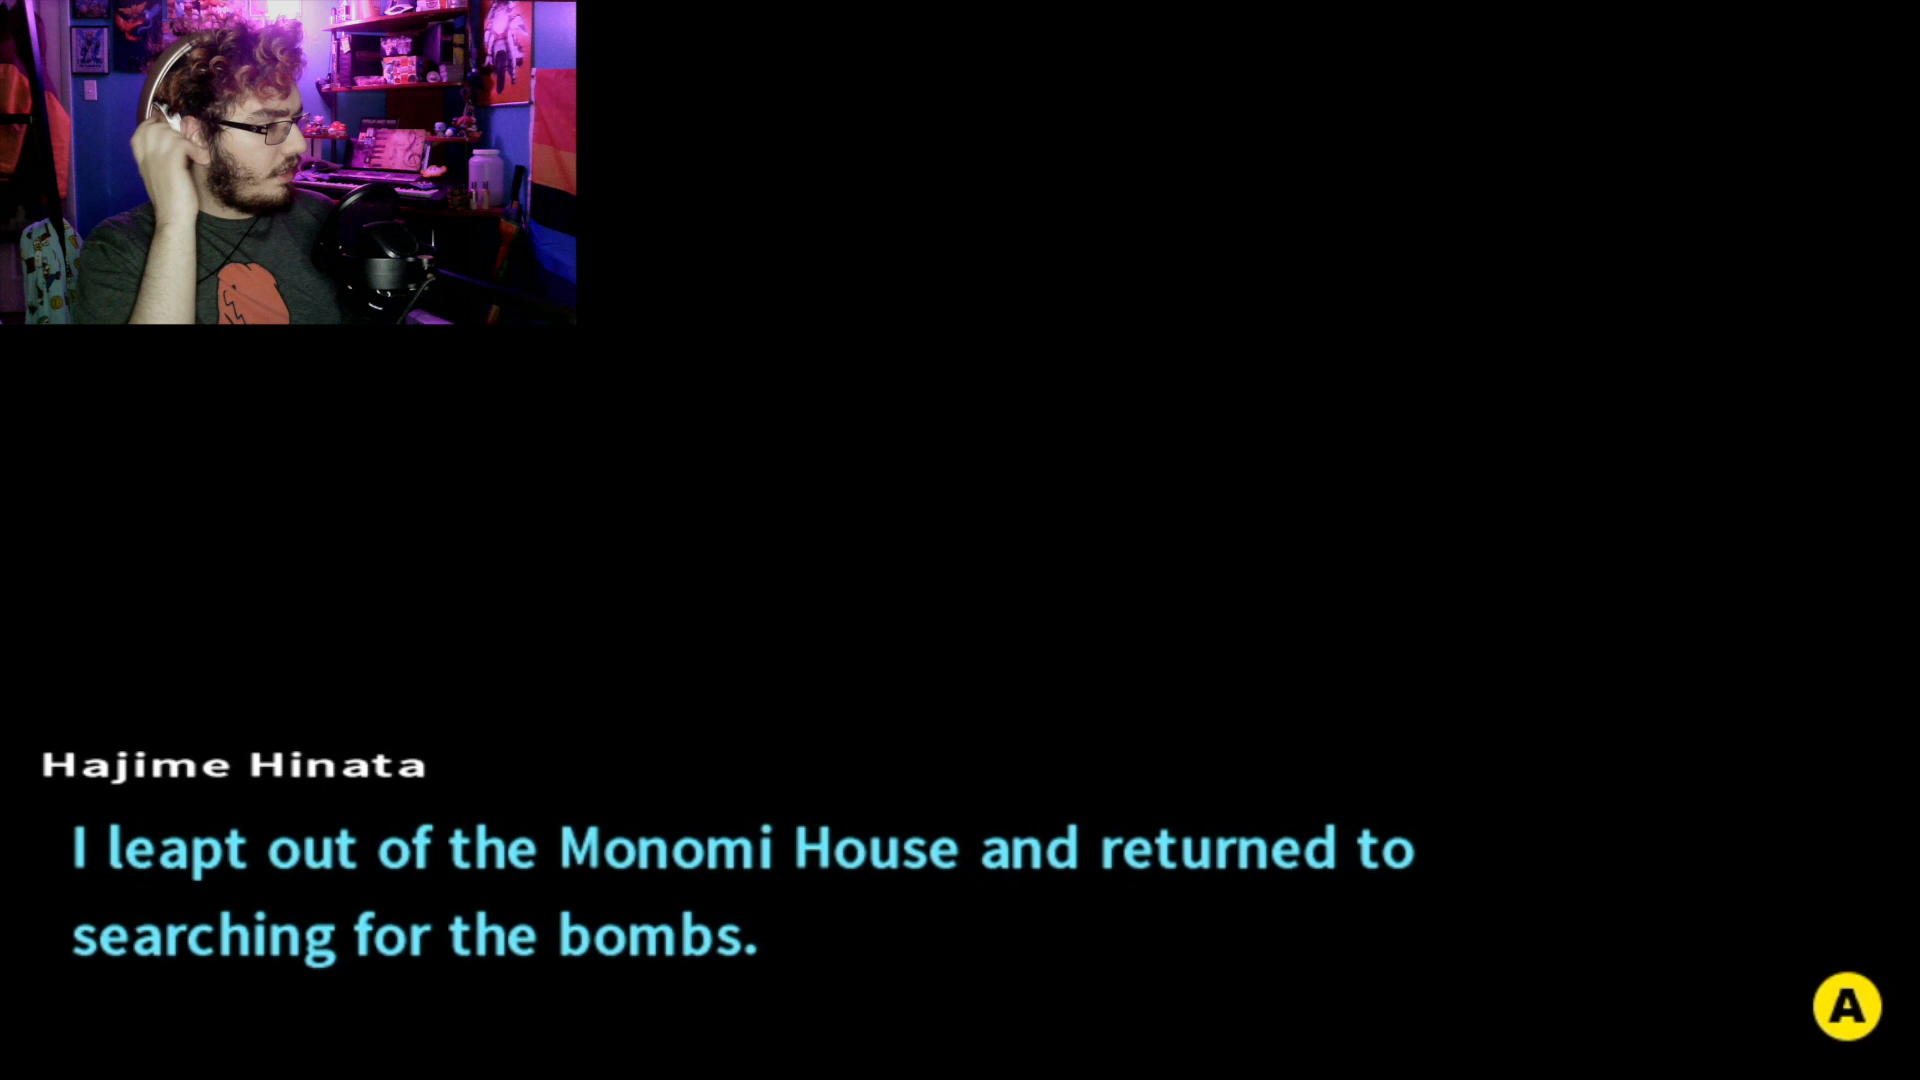 Hajime Hinata
I leapt out of the Monomi House and returned to
searching for the bombs.
A